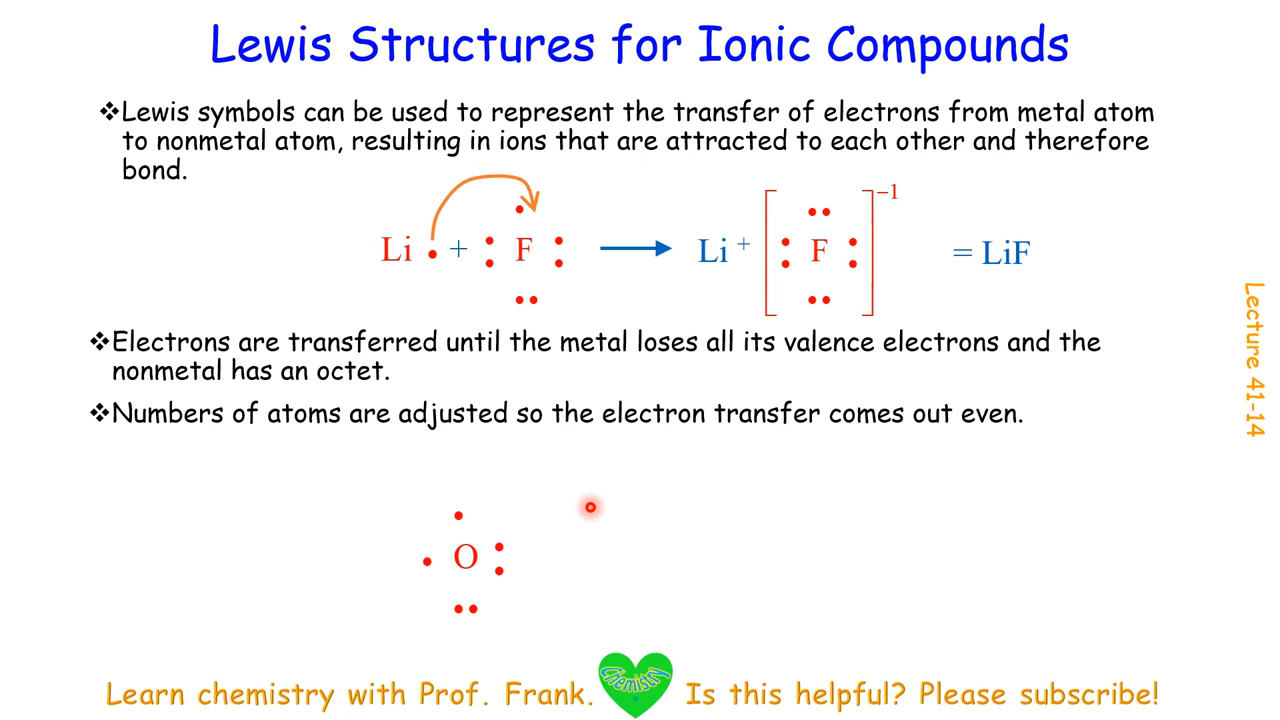 Lewis Structures for Ionic Compounds
❖Lewis symbols can be used to represent the transfer of electrons from metal atom
to nonmetal atom, resulting in ions that are attracted to each other and therefore
bond.
Li • + F Li + [ F ] −1 = LiF
❖Electrons are transferred until the metal loses all its valence electrons and the
nonmetal has an octet.
❖Numbers of atoms are adjusted so the electron transfer comes out even.
O
Lecture 41-14
Learn chemistry with Prof. Frank. Chemistry Is this helpful? Please subscribe!